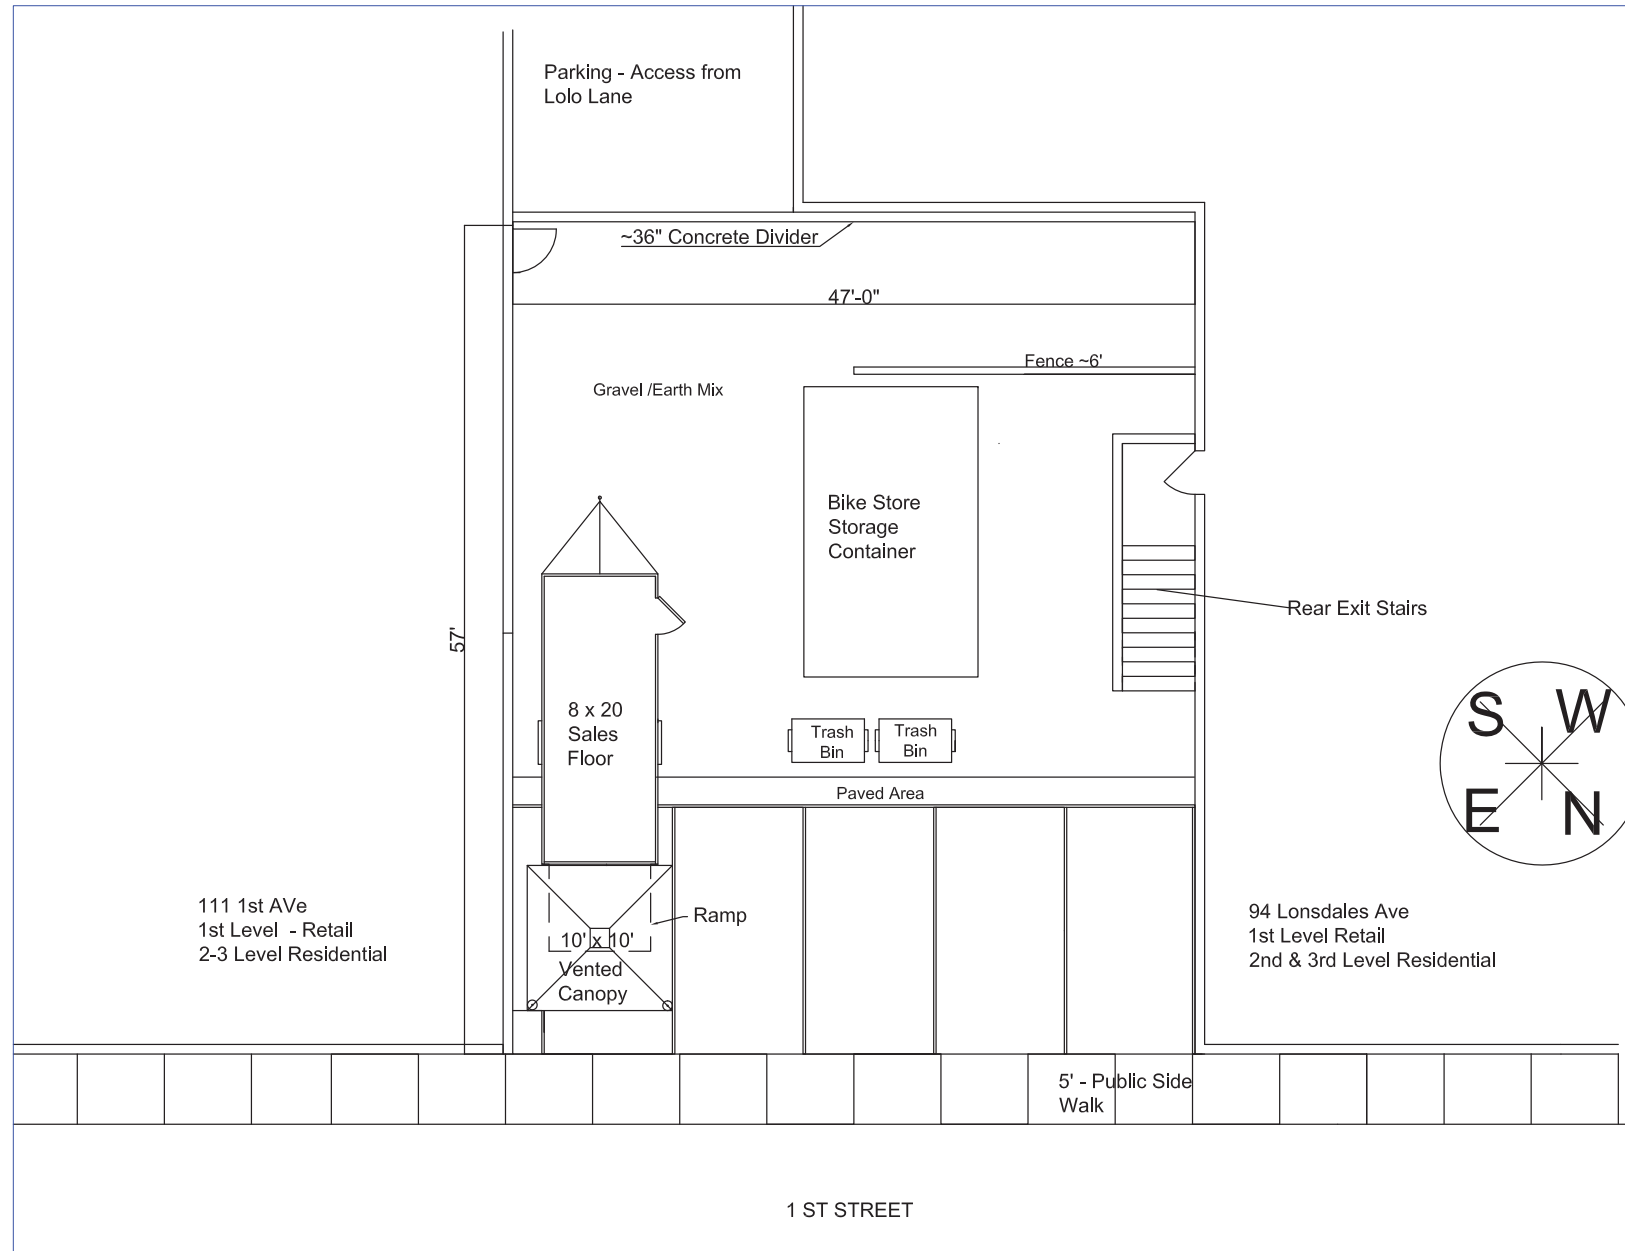 Parking - Access from
Lolo Lane
~36" Concrete Divider
47'-0"
Fence ~6'
Gravel /Earth Mix
Bike Store
Storage
Container
Rear Exit Stairs
57'
8 x 20
Sales
Floor
Trash
Bin
Trash
Bin
S W
E N
Paved Area
111 1st AVe
1st Level - Retail
2-3 Level Residential
Ramp
10' x 10'
Vented
Canopy
94 Lonsdales Ave
1st Level Retail
2nd & 3rd Level Residential
5' - Public Side
Walk
1 ST STREET